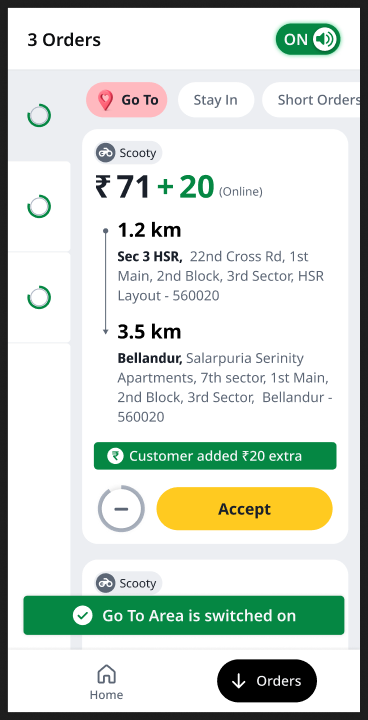 3 Orders
ON
Go To
Stay In
Short Orders
Scooty
₹ 71 + 20 (Online)
1.2 km
Sec 3 HSR, 22nd Cross Rd, 1st
Main, 2nd Block, 3rd Sector, HSR
Layout - 560020
3.5 km
Bellandur, Salarpuria Serinity
Apartments, 7th sector, 1st Main,
2nd Block, 3rd Sector, Bellandur -
560020
₹ Customer added ₹20 extra
Accept
Scooty
Go To Area is switched on
Home
Orders